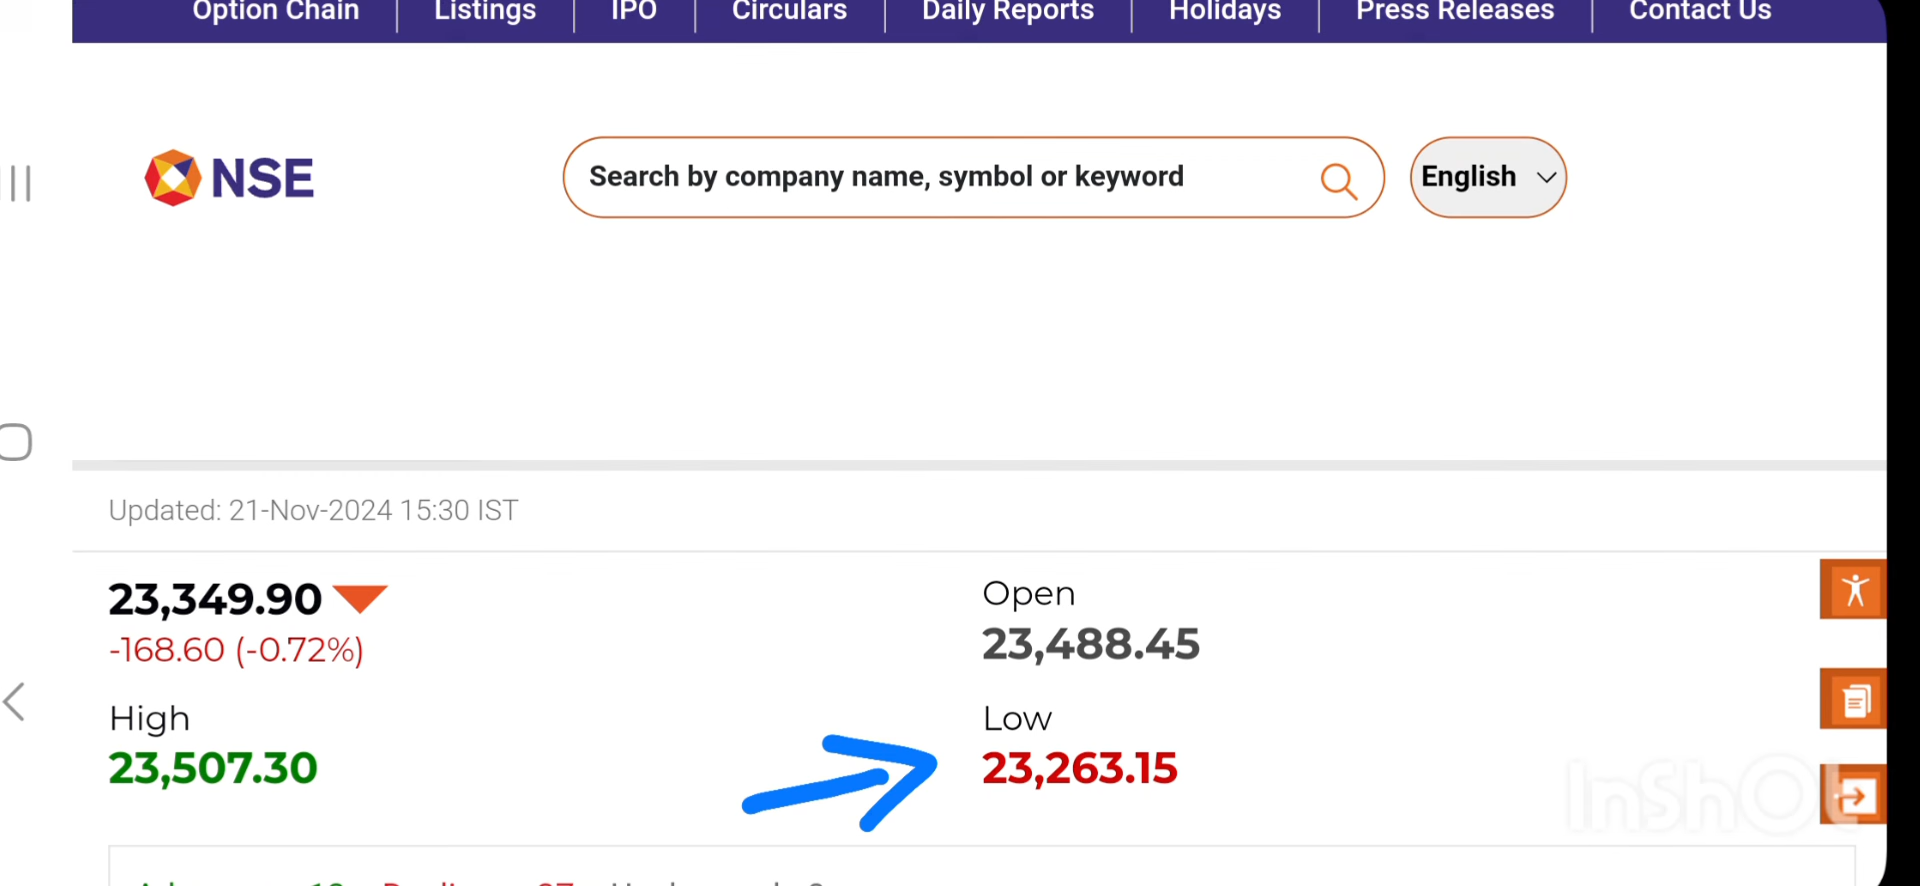 Option Chain Listings IPO Circulars Daily Reports Holidays Press Releases Contact Us
NSE
Search by company name, symbol or keyword
English
Updated: 21-Nov-2024 15:30 IST
23,349.90
-168.60 (-0.72%)
Open
23,488.45
High
23,507.30
Low
23,263.15
InShOt